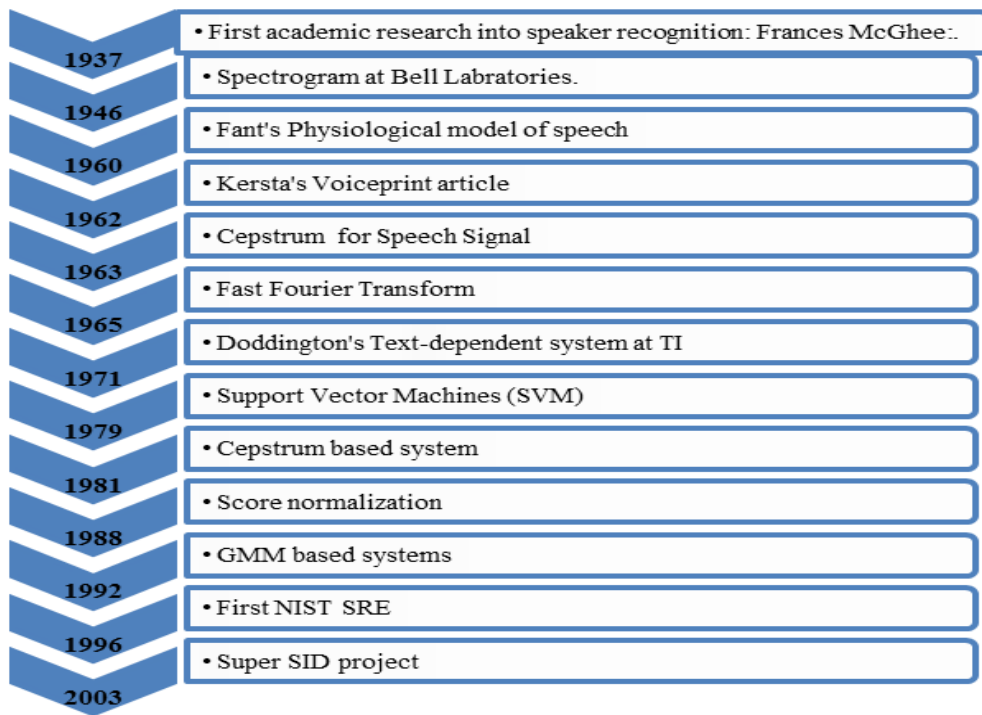 • First academic research into speaker recognition: Frances McGhee:.
1937
• Spectrogram at Bell Labratories.
1946
• Fant's Physiological model of speech
1960
• Kersta's Voiceprint article
1962
• Cepstrum for Speech Signal
1963
• Fast Fourier Transform
1965
• Doddington's Text-dependent system at TI
1971
• Support Vector Machines (SVM)
1979
• Cepstrum based system
1981
• Score normalization
1988
• GMM based systems
1992
• First NIST SRE
1996
• Super SID project
2003